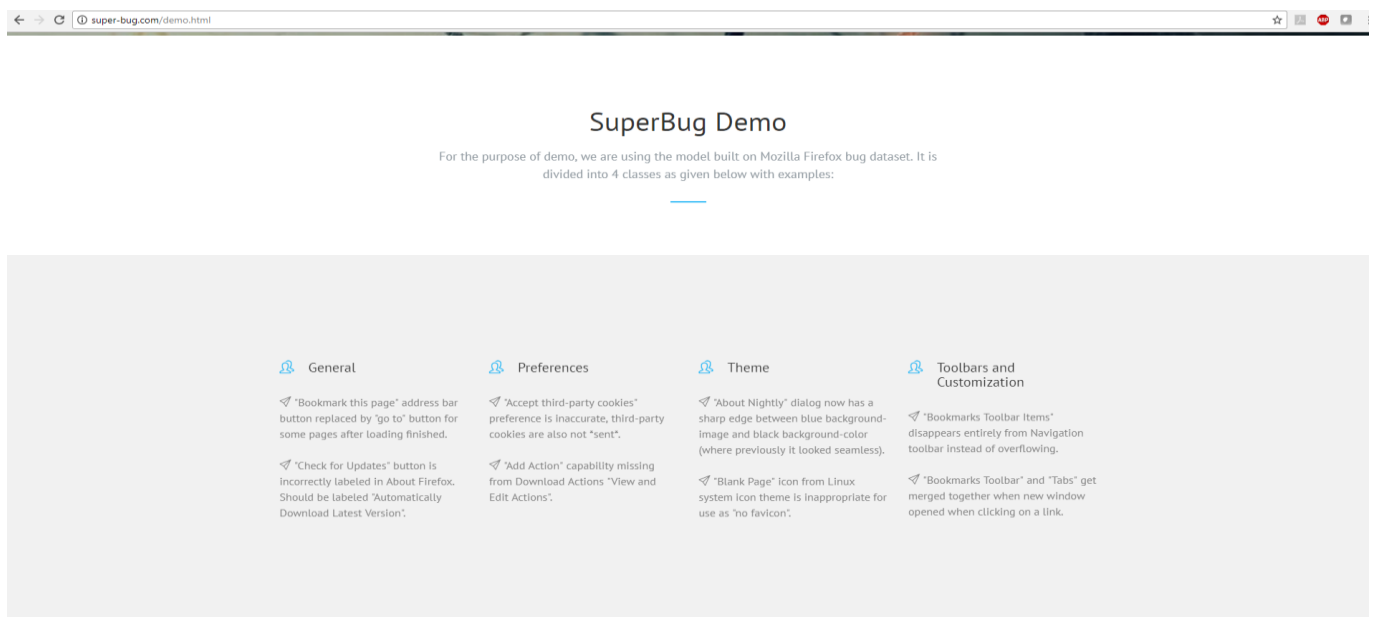 super-bug.com/demo.html
ABP
SuperBug Demo
For the purpose of demo, we are using the model built on Mozilla Firefox bug dataset. It is
divided into 4 classes as given below with examples:
General
"Bookmark this page" address bar
button replaced by "go to" button for
some pages after loading finished.
"Check for Updates" button is
incorrectly labeled in About Firefox.
Should be labeled "Automatically
Download Latest Version".
Preferences
"Accept third-party cookies"
preference is inaccurate, third-party
cookies are also not *sent*.
"Add Action" capability missing
from Download Actions "View and
Edit Actions".
Theme
"About Nightly" dialog now has a
sharp edge between blue background-
image and black background-color
(where previously it looked seamless).
"Blank Page" icon from Linux
system icon theme is inappropriate for
use as "no favicon".
Toolbars and
Customization
"Bookmarks Toolbar Items"
disappears entirely from Navigation
toolbar instead of overflowing.
"Bookmarks Toolbar" and "Tabs" get
merged together when new window
opened when clicking on a link.